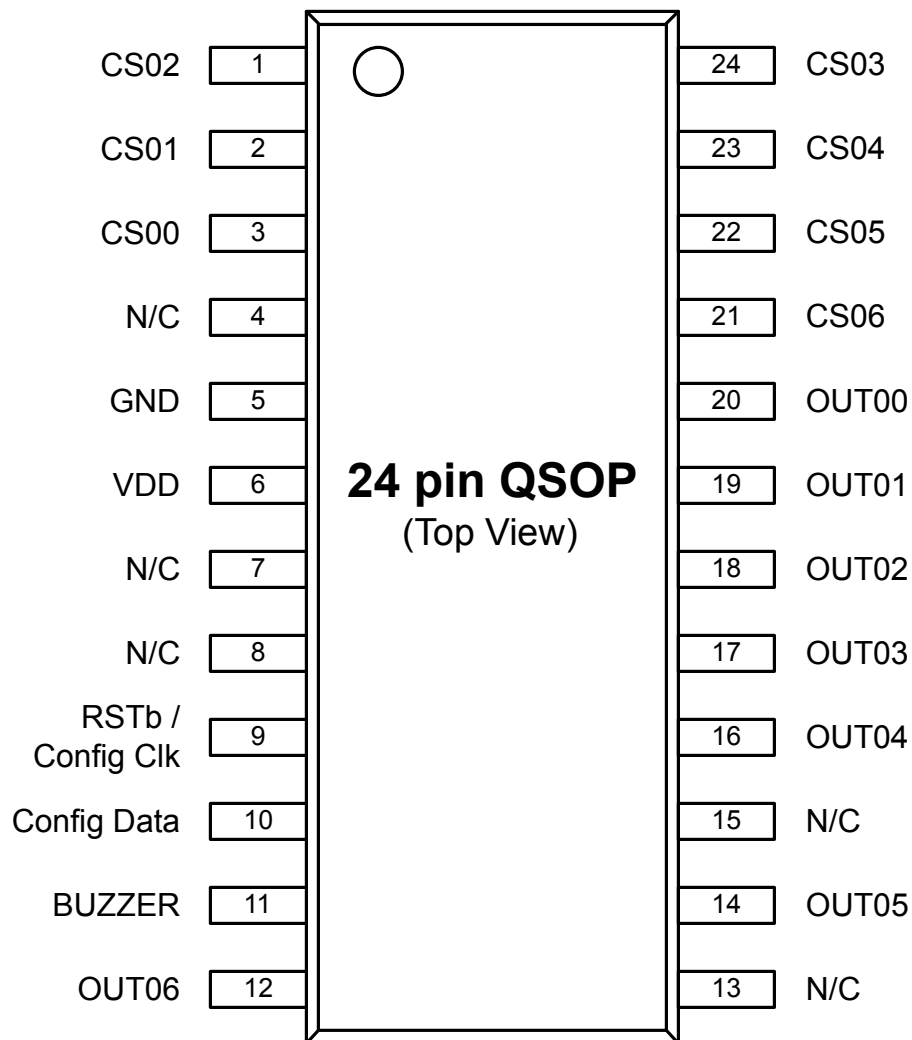 CS02 1
CS01 2
CS00 3
N/C 4
GND 5
VDD 6
N/C 7
N/C 8
RSTb /
Config Clk 9
Config Data 10
BUZZER 11
OUT06 12
24 pin QSOP
(Top View)
24 CS03
23 CS04
22 CS05
21 CS06
20 OUT00
19 OUT01
18 OUT02
17 OUT03
16 OUT04
15 N/C
14 OUT05
13 N/C